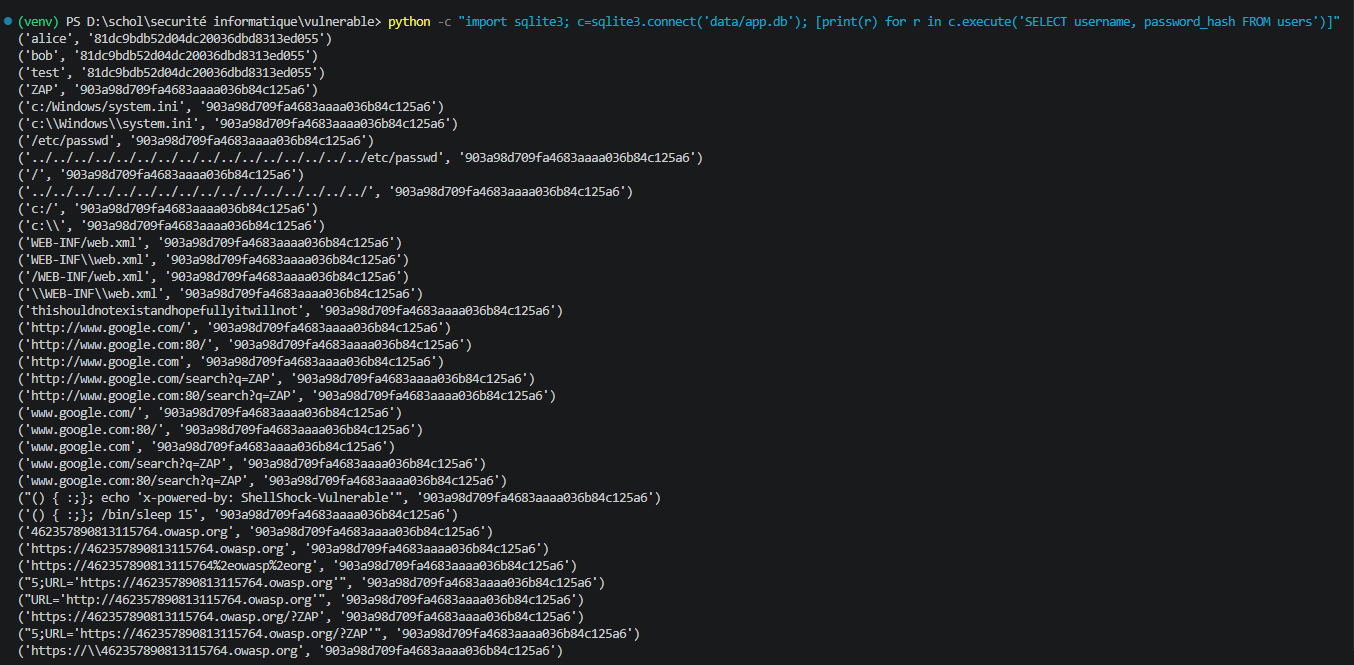 (venv) PS D:\schol\securité informatique\vulnerable> python -c "import sqlite3; c=sqlite3.connect('data/app.db'); [print(r) for r in c.execute('SELECT username, password_hash FROM users')]"
('alice', '81dc9bdb52d04dc20036dbd8313ed055')
('bob', '81dc9bdb52d04dc20036dbd8313ed055')
('test', '81dc9bdb52d04dc20036dbd8313ed055')
('ZAP', '903a98d709fa4683aaaa036b84c125a6')
('c:/Windows/system.ini', '903a98d709fa4683aaaa036b84c125a6')
('c:\\Windows\\system.ini', '903a98d709fa4683aaaa036b84c125a6')
('/etc/passwd', '903a98d709fa4683aaaa036b84c125a6')
('../../../../../../../../../../../../../../../../etc/passwd', '903a98d709fa4683aaaa036b84c125a6')
('/', '903a98d709fa4683aaaa036b84c125a6')
('../../../../../../../../../../../../../../../../', '903a98d709fa4683aaaa036b84c125a6')
('c:/', '903a98d709fa4683aaaa036b84c125a6')
('c:\\', '903a98d709fa4683aaaa036b84c125a6')
('WEB-INF/web.xml', '903a98d709fa4683aaaa036b84c125a6')
('WEB-INF\\web.xml', '903a98d709fa4683aaaa036b84c125a6')
('/WEB-INF/web.xml', '903a98d709fa4683aaaa036b84c125a6')
('\\WEB-INF\\web.xml', '903a98d709fa4683aaaa036b84c125a6')
('thishouldnotexistandhopefullyitwillnot', '903a98d709fa4683aaaa036b84c125a6')
('http://www.google.com/', '903a98d709fa4683aaaa036b84c125a6')
('http://www.google.com:80/', '903a98d709fa4683aaaa036b84c125a6')
('http://www.google.com', '903a98d709fa4683aaaa036b84c125a6')
('http://www.google.com/search?q=ZAP', '903a98d709fa4683aaaa036b84c125a6')
('http://www.google.com:80/search?q=ZAP', '903a98d709fa4683aaaa036b84c125a6')
('www.google.com/', '903a98d709fa4683aaaa036b84c125a6')
('www.google.com:80/', '903a98d709fa4683aaaa036b84c125a6')
('www.google.com', '903a98d709fa4683aaaa036b84c125a6')
('www.google.com/search?q=ZAP', '903a98d709fa4683aaaa036b84c125a6')
('www.google.com:80/search?q=ZAP', '903a98d709fa4683aaaa036b84c125a6')
("() { :;}; echo 'x-powered-by: ShellShock-Vulnerable'", '903a98d709fa4683aaaa036b84c125a6')
('() { :;}; /bin/sleep 15', '903a98d709fa4683aaaa036b84c125a6')
('462357890813115764.owasp.org', '903a98d709fa4683aaaa036b84c125a6')
('https://462357890813115764.owasp.org', '903a98d709fa4683aaaa036b84c125a6')
('https://462357890813115764%2eowasp%2eorg', '903a98d709fa4683aaaa036b84c125a6')
("5;URL='https://462357890813115764.owasp.org'", '903a98d709fa4683aaaa036b84c125a6')
("URL='http://462357890813115764.owasp.org'", '903a98d709fa4683aaaa036b84c125a6')
('https://462357890813115764.owasp.org/?ZAP', '903a98d709fa4683aaaa036b84c125a6')
("5;URL='https://462357890813115764.owasp.org/?ZAP'", '903a98d709fa4683aaaa036b84c125a6')
('https://\\462357890813115764.owasp.org', '903a98d709fa4683aaaa036b84c125a6')